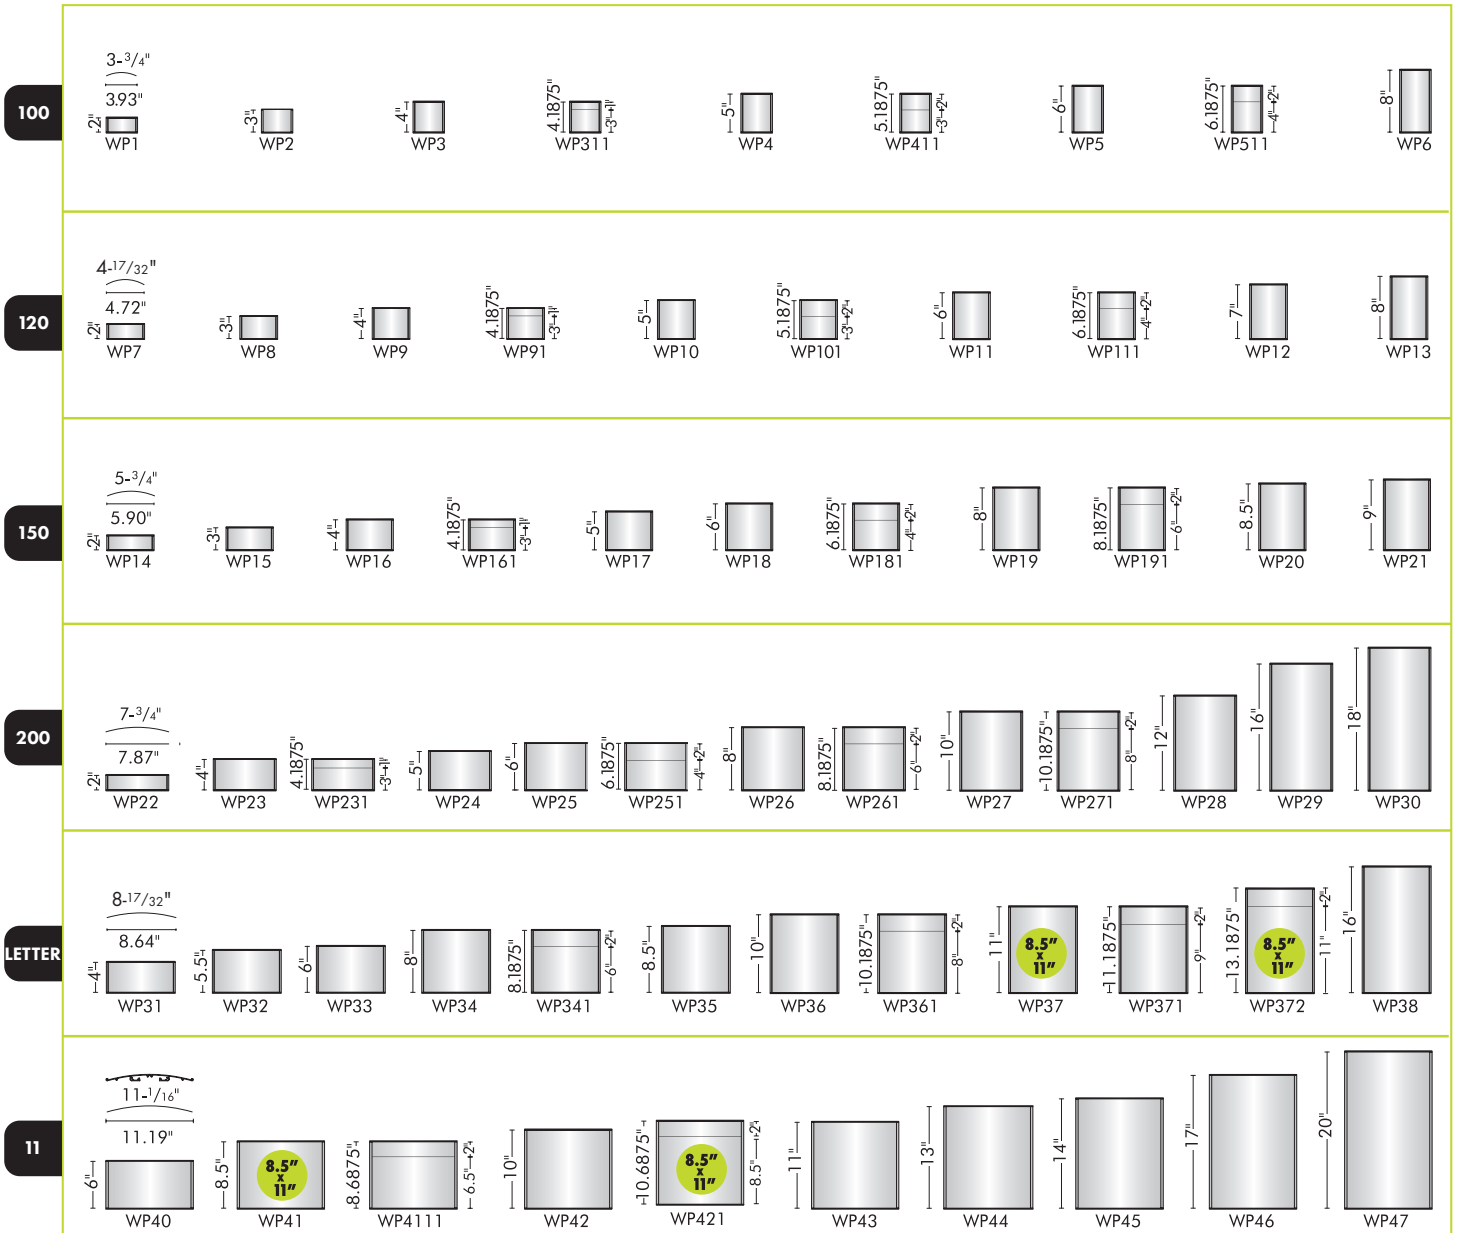 100
3-3/4"
3.93"
2"
WP1
3"
WP2
4"
WP3
4.1875"
1"
3"
WP311
5"
WP4
5.1875"
2"
3"
WP411
6"
WP5
6.1875"
2"
4"
WP511
8"
WP6
120
4-17/32"
4.72"
2"
WP7
3"
WP8
4"
WP9
4.1875"
1"
3"
WP91
5"
WP10
5.1875"
2"
3"
WP101
6"
WP11
6.1875"
2"
4"
WP111
7"
WP12
8"
WP13
150
5-3/4"
5.90"
2"
WP14
3"
WP15
4"
WP16
4.1875"
1"
3"
WP161
5"
WP17
6"
WP18
6.1875"
2"
4"
WP181
8"
WP19
8.1875"
2"
6"
WP191
8.5"
WP20
9"
WP21
200
7-3/4"
7.87"
2"
WP22
4"
WP23
4.1875"
1"
3"
WP231
5"
WP24
6"
WP25
6.1875"
2"
4"
WP251
8"
WP26
8.1875"
2"
6"
WP261
10"
WP27
10.1875"
2"
8"
WP271
12"
WP28
16"
WP29
18"
WP30
LETTER
8-17/32"
8.64"
4"
WP31
5.5"
WP32
6"
WP33
8"
WP34
8.1875"
2"
6"
WP341
8.5"
WP35
10"
WP36
10.1875"
2"
8"
WP361
11"
8.5"
x
11"
WP37
11.1875"
2"
9"
WP371
13.1875"
2"
11"
8.5"
x
11"
WP372
16"
WP38
11
11-1/16"
11.19"
6"
WP40
8.5"
8.5"
x
11"
WP41
8.6875"
2"
6.5"
WP4111
10"
WP42
10.6875"
2"
8.5"
8.5"
x
11"
WP421
11"
WP43
13"
WP44
14"
WP45
17"
WP46
20"
WP47